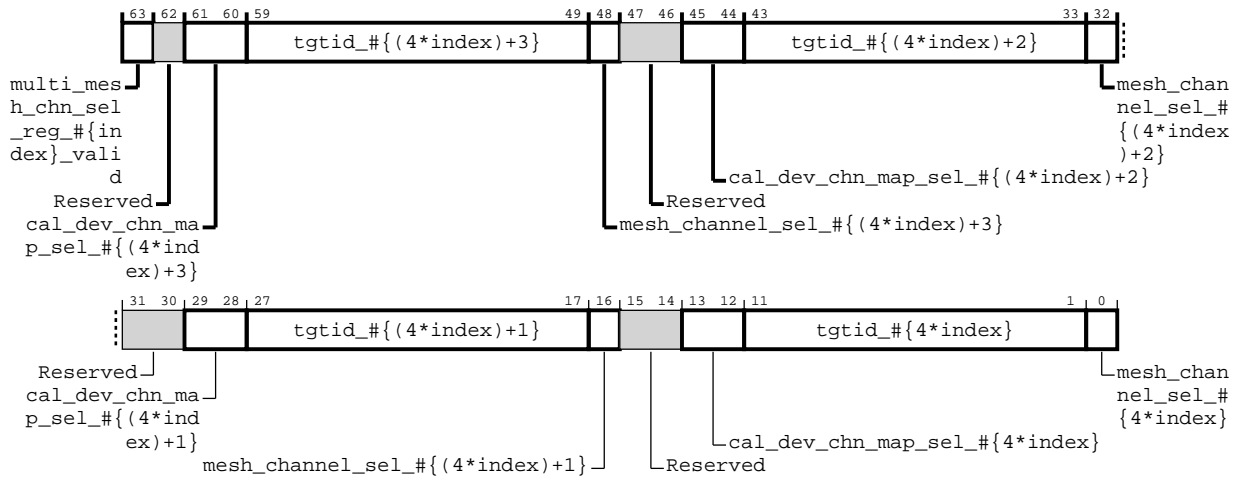 63 62 61 60 59 49 48 47 46 45 44 43 33 32
tgtid_#{(4*index)+3} tgtid_#{(4*index)+2}
multi_mes
h_chn_sel
_reg_#{in
dex}_vali
d
mesh_chan
nel_sel_#
{(4*index
)+2}
cal_dev_chn_map_sel_#{(4*index)+2}
Reserved
Reserved
cal_dev_chn_ma
p_sel_#{(4*ind
ex)+3}
mesh_channel_sel_#{(4*index)+3}
31 30 29 28 27 17 16 15 14 13 12 11 1 0
tgtid_#{(4*index)+1} tgtid_#{4*index}
Reserved
cal_dev_chn_ma
p_sel_#{(4*ind
ex)+1}
mesh_chan
nel_sel_#
{4*index}
cal_dev_chn_map_sel_#{4*index}
mesh_channel_sel_#{(4*index)+1}
Reserved